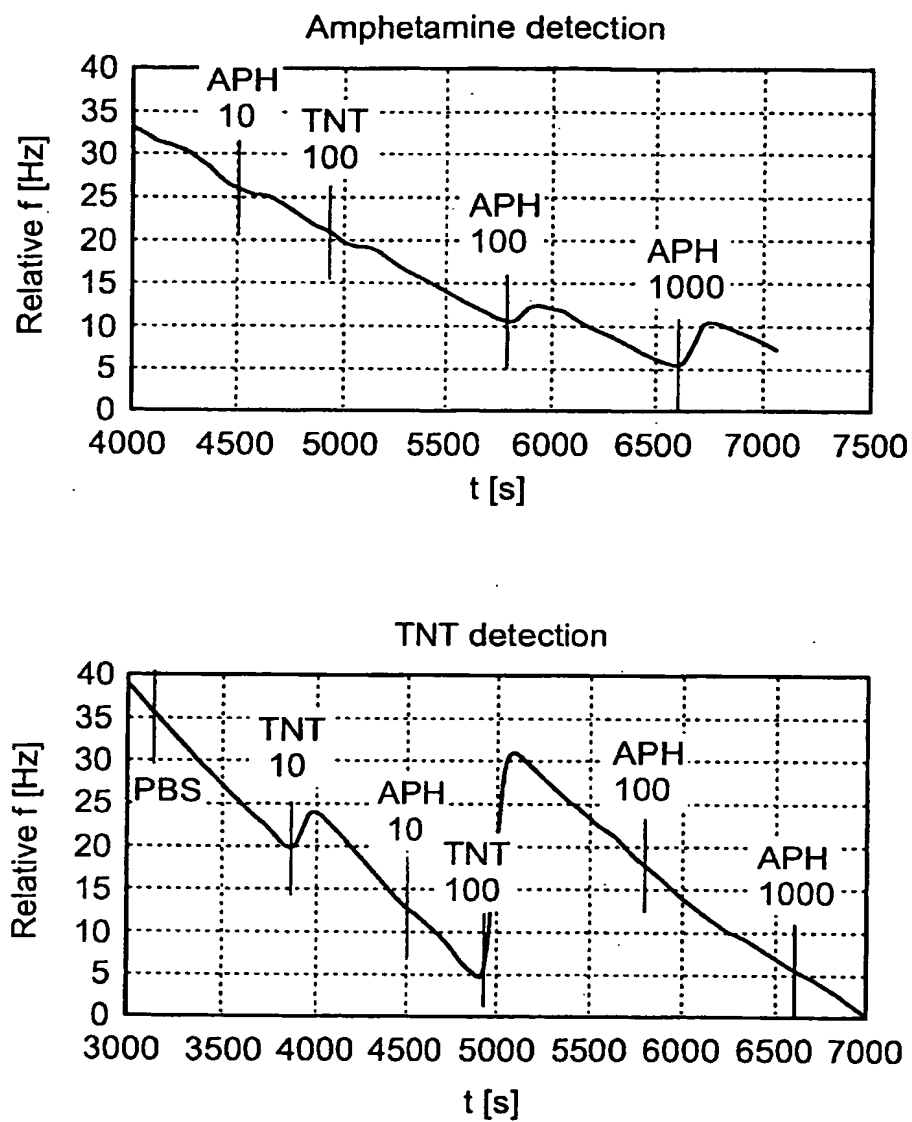 Amphetamine detection
Relative f [Hz]
40
35
30
25
20
15
10
5
0
APH
10
TNT
100
APH
100
APH
1000
4000 4500 5000 5500 6000 6500 7000 7500
t [s]
TNT detection
Relative f [Hz]
40
35
30
25
20
15
10
5
0
PBS
TNT
10
APH
10
TNT
100
APH
100
APH
1000
3000 3500 4000 4500 5000 5500 6000 6500 7000
t [s]